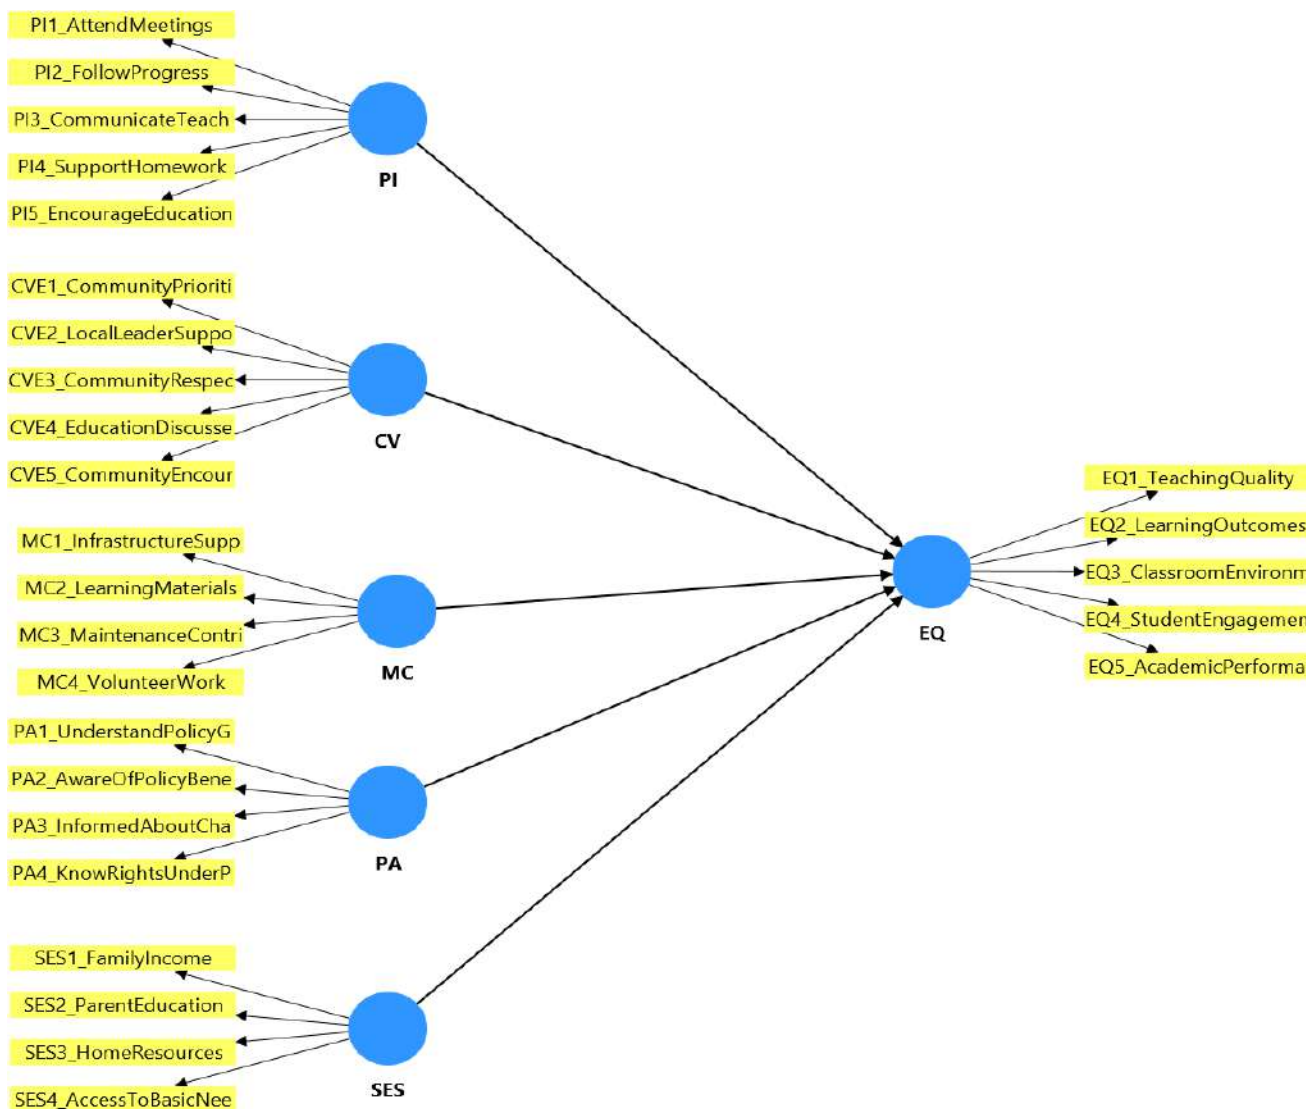 PI1_AttendMeetings
PI2_FollowProgress
PI3_CommunicateTeach
PI4_SupportHomework
PI5_EncourageEducation
PI
CVE1_CommunityPrioriti
CVE2_LocalLeaderSuppo
CVE3_CommunityRespec
CVE4_EducationDiscusse
CVE5_CommunityEncour
CV
MC1_InfrastructureSupp
MC2_LearningMaterials
MC3_MaintenanceContri
MC4_VolunteerWork
MC
PA1_UnderstandPolicyG
PA2_AwareOfPolicyBene
PA3_InformedAboutCha
PA4_KnowRightsUnderP
PA
SES1_FamilyIncome
SES2_ParentEducation
SES3_HomeResources
SES4_AccessToBasicNee
SES
EQ
EQ1_TeachingQuality
EQ2_LearningOutcomes
EQ3_ClassroomEnvironm
EQ4_StudentEngagemen
EQ5_AcademicPerforma